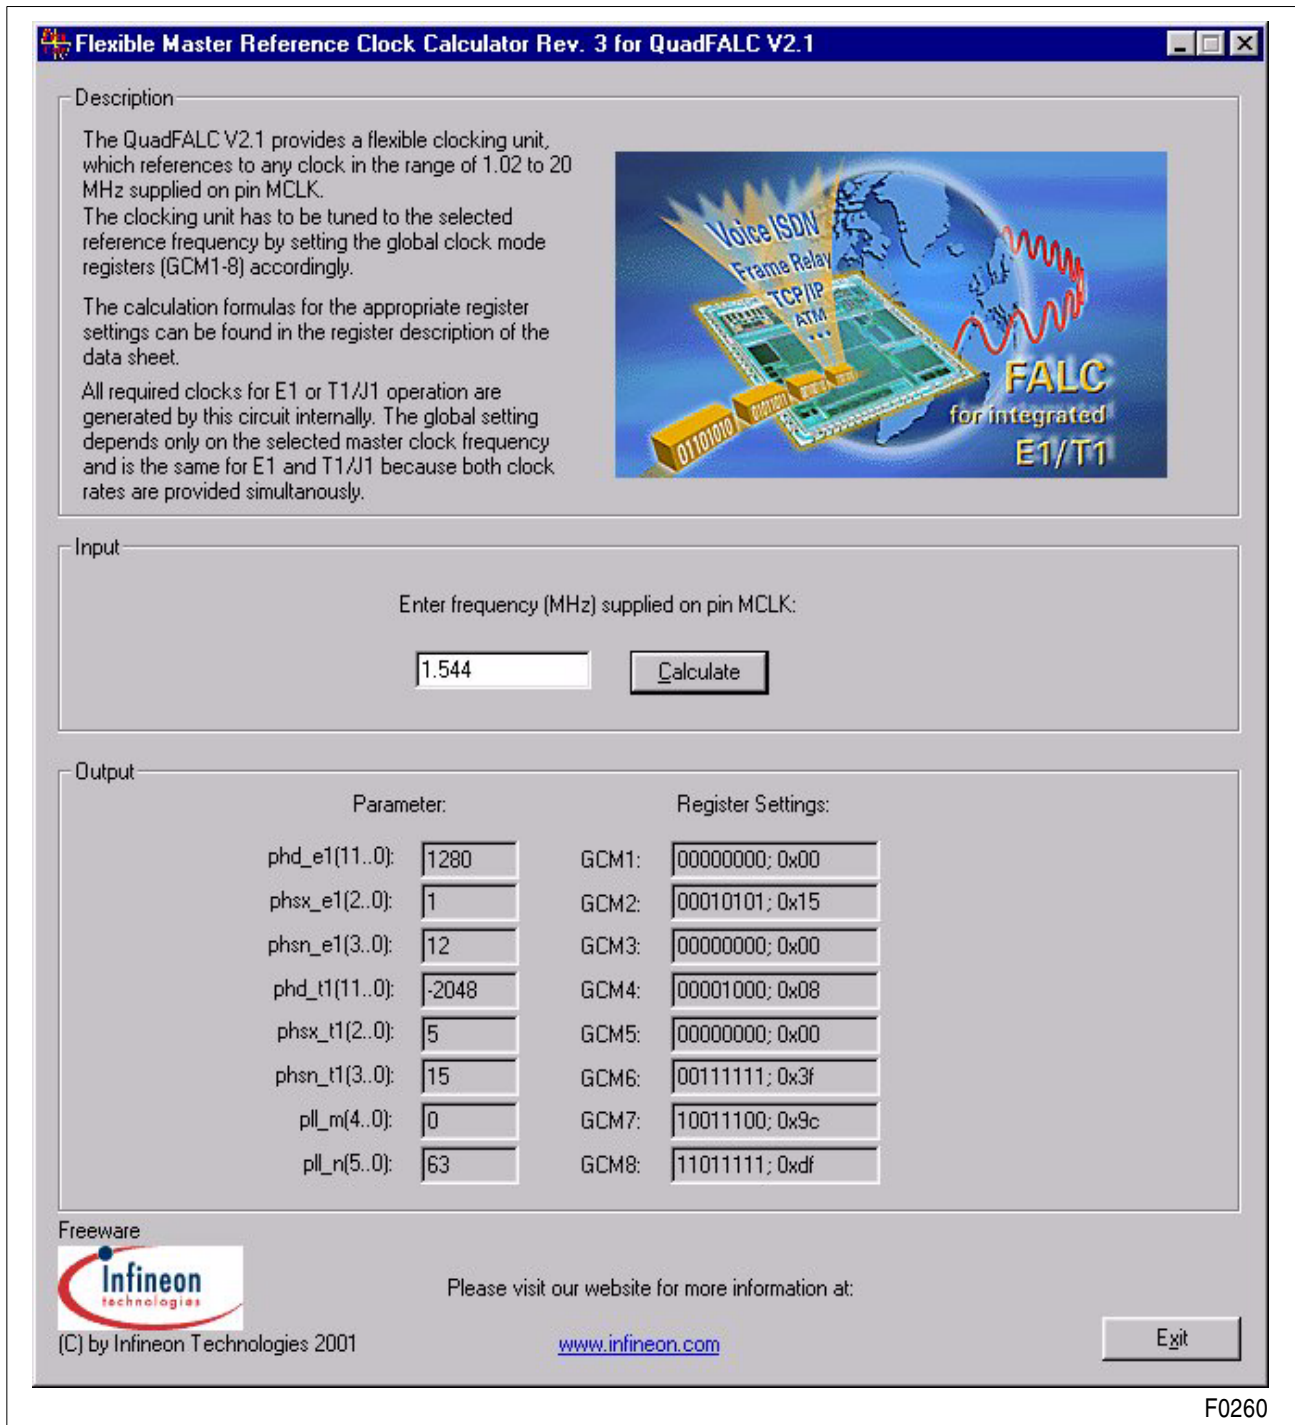 Flexible Master Reference Clock Calculator Rev. 3 for QuadFALC V2.1
Description
The QuadFALC V2.1 provides a flexible clocking unit,
which references to any clock in the range of 1.02 to 20
MHz supplied on pin MCLK.
The clocking unit has to be tuned to the selected
reference frequency by setting the global clock mode
registers (GCM1-8) accordingly.
The calculation formulas for the appropriate register
settings can be found in the register description of the
data sheet.
All required clocks for E1 or T1/J1 operation are
generated by this circuit internally. The global setting
depends only on the selected master clock frequency
and is the same for E1 and T1/J1 because both clock
rates are provided simultanously.
Voice ISDN
Frame Relay
TCP/IP
ATM
...
01101010
01011011
FALC
for integrated
E1/T1
Input
Enter frequency (MHz) supplied on pin MCLK:
1.544
Calculate
Output
Parameter: Register Settings:
phd_e1(11..0): 1280 GCM1: 00000000; 0x00
phsx_e1(2..0): 1 GCM2: 00010101; 0x15
phsn_e1(3..0): 12 GCM3: 00000000; 0x00
phd_t1(11..0): -2048 GCM4: 00001000; 0x08
phsx_t1(2..0): 5 GCM5: 00000000; 0x00
phsn_t1(3..0): 15 GCM6: 00111111; 0x3f
pll_m(4..0): 0 GCM7: 10011100; 0x9c
pll_n(5..0): 63 GCM8: 11011111; 0xdf
Freeware
Infineon
technologies
Please visit our website for more information at:
(C) by Infineon Technologies 2001
www.infineon.com
Exit
F0260